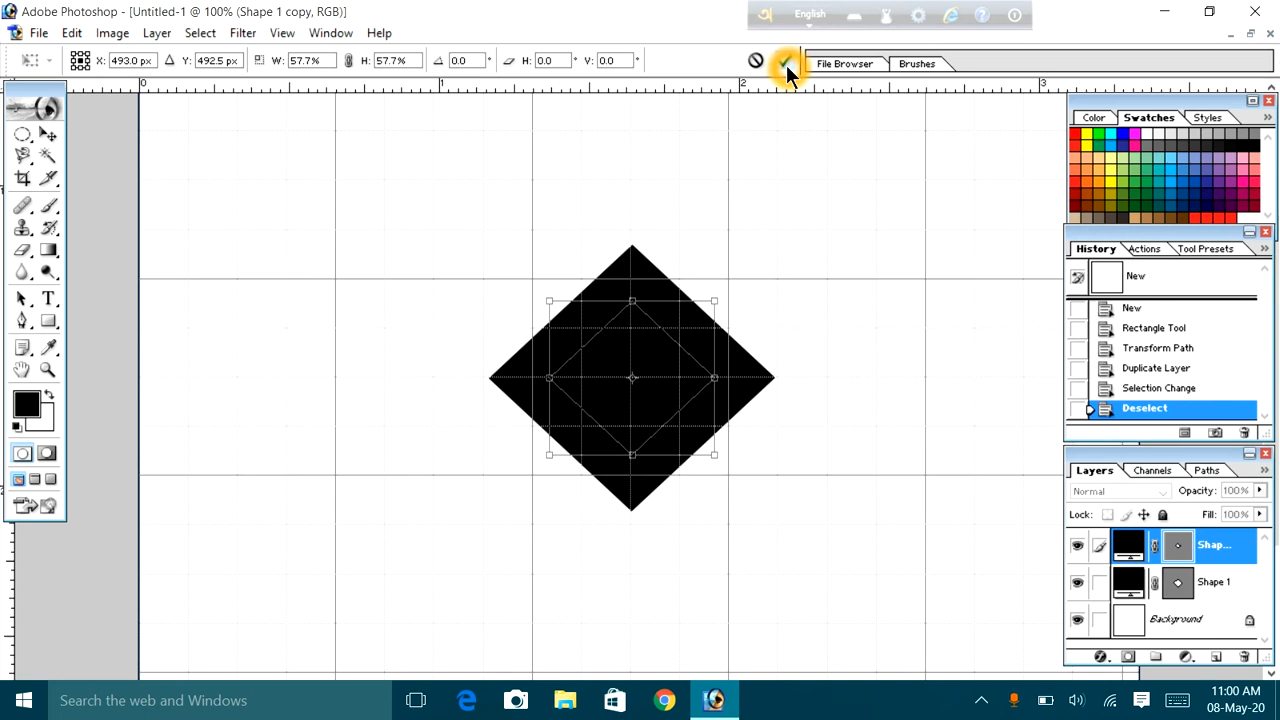 Adobe Photoshop - [Untitled-1 @ 100% (Shape 1 copy, RGB)]
English
File Edit Image Layer Select Filter View Window Help
X: 493.0 px Y: 492.5 px W: 57.7% H: 57.7% 0.0 ° H: 0.0 ° V: 0.0 °
File Browser Brushes
0 1 2 3
Color Swatches Styles
History Actions Tool Presets
New
New
Rectangle Tool
Transform Path
Duplicate Layer
Selection Change
Deselect
Layers Channels Paths
Normal Opacity: 100%
Lock: Fill: 100%
Shap...
Shape 1
Background
Search the web and Windows
11:00 AM
08-May-20